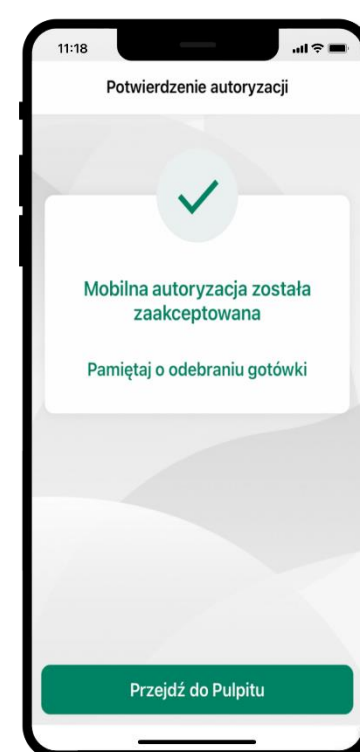 11:18
Potwierdzenie autoryzacji
Mobilna autoryzacja została
zaakceptowana
Pamiętaj o odebraniu gotówki
Przejdź do Pulpitu